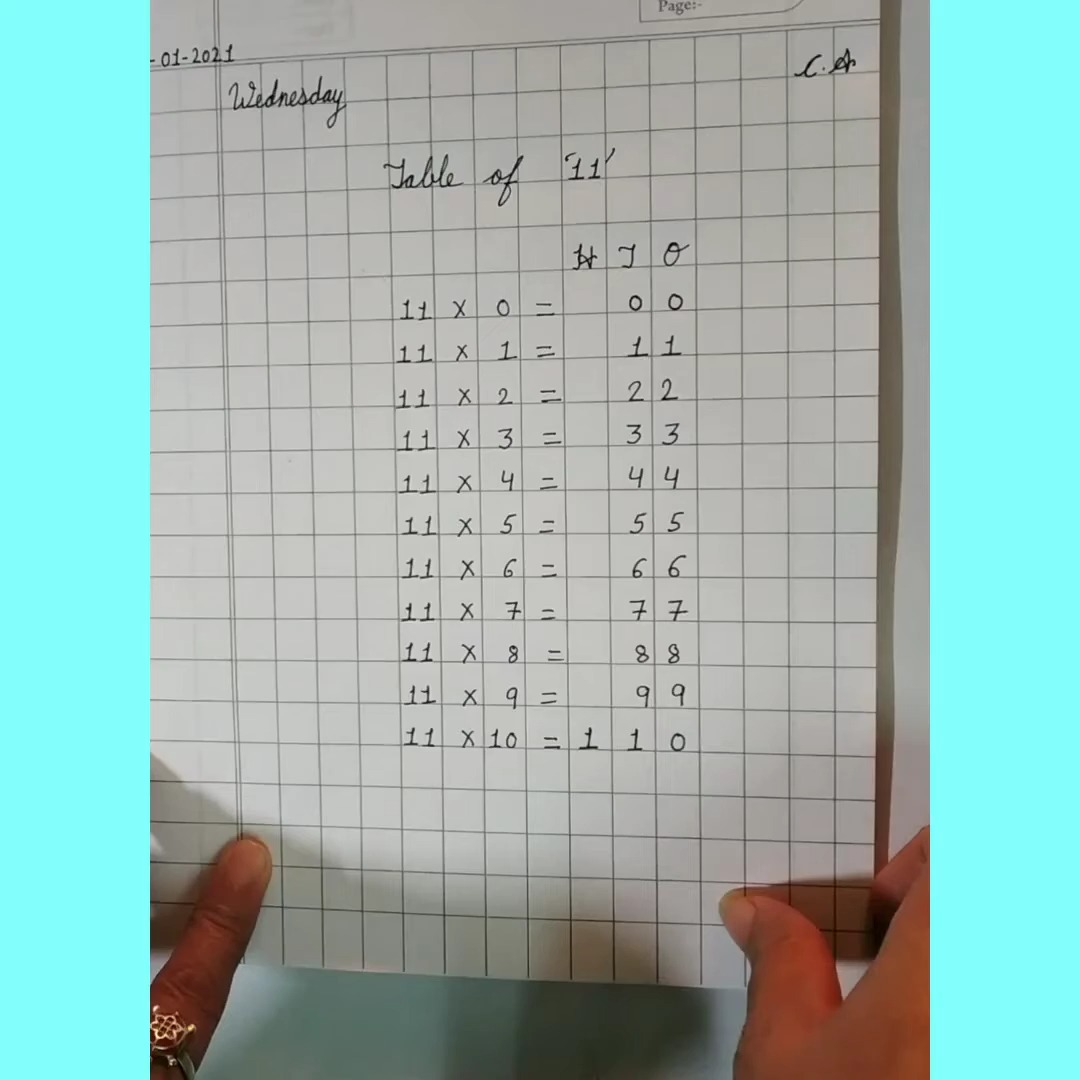 Page:-
-01-2021
C.A
Wednesday
Table of '11'
H T O
11 x 0 = 0 0
11 x 1 = 1 1
11 x 2 = 2 2
11 x 3 = 3 3
11 x 4 = 4 4
11 x 5 = 5 5
11 x 6 = 6 6
11 x 7 = 7 7
11 x 8 = 8 8
11 x 9 = 9 9
11 x 10 = 1 1 0